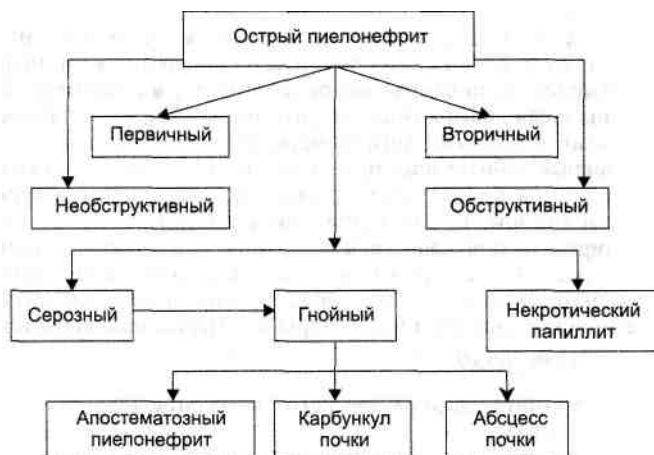 Острый пиелонефрит
Первичный
Вторичный
Необструктивный
Обструктивный
Серозный
Гнойный
Некротический
папиллит
Апостематозный
пиелонефрит
Карбункул
почки
Абсцесс
почки